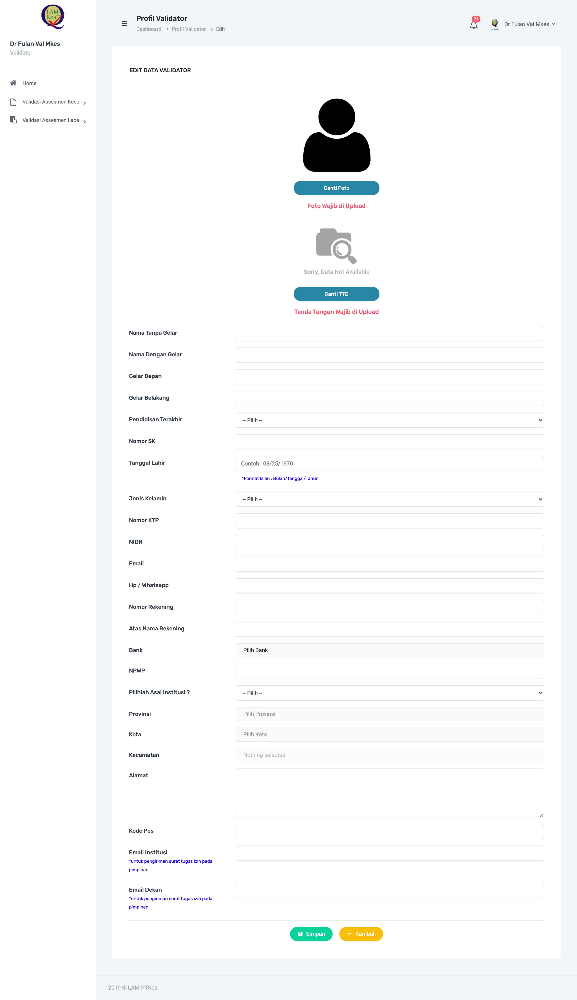 LAM
Kes
Dr Fulan Val Mkes
Validator
Home
Validasi Assesmen Kecu...
Validasi Assesmen Lapa...
Profil Validator
Dashboard > Profil Validator > Edit
31
Dr Fulan Val Mkes
EDIT DATA VALIDATOR
Ganti Foto
Foto Wajib di Upload
Sorry, Data Not Available
Ganti TTD
Tanda Tangan Wajib di Upload
Nama Tanpa Gelar
Nama Dengan Gelar
Gelar Depan
Gelar Belakang
Pendidikan Terakhir
-- Pilih --
Nomor SK
Tanggal Lahir
Contoh : 03/25/1970
*Format Isian : Bulan/Tanggal/Tahun
Jenis Kelamin
-- Pilih --
Nomor KTP
NIDN
Email
Hp / Whatsapp
Nomor Rekening
Atas Nama Rekening
Bank
Pilih Bank
NPWP
Pilihlah Asal Institusi ?
-- Pilih --
Provinsi
Pilih Provinsi
Kota
Pilih Kota
Kecamatan
Nothing selected
Alamat
Kode Pos
Email Institusi
*untuk pengiriman surat tugas izin pada
pimpinan
Email Dekan
*untuk pengiriman surat tugas izin pada
pimpinan
Simpan
Kembali
2019 © LAM-PTKes